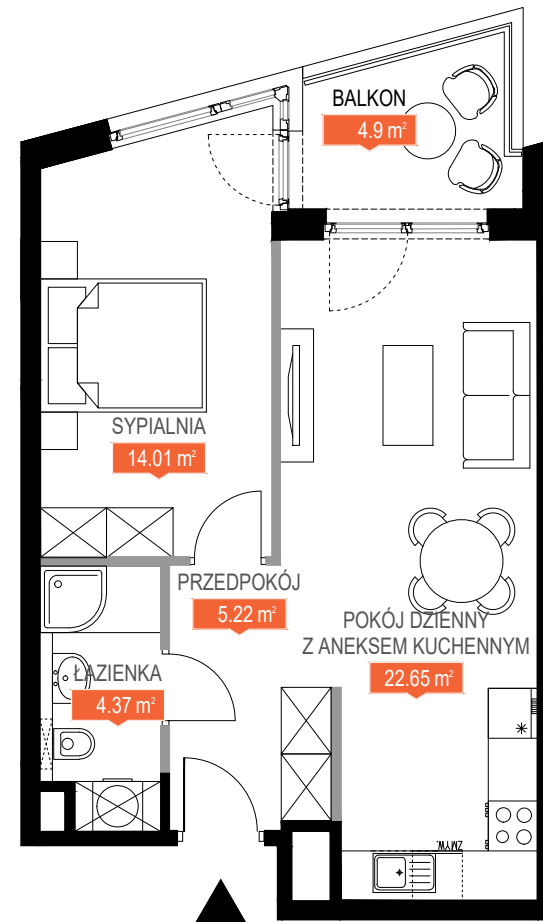 BALKON
4.9 m²
SYPIALNIA
14.01 m²
PRZEDPOKÓJ
5.22 m²
POKÓJ DZIENNY
Z ANEKSEM KUCHENNYM
22.65 m²
ŁAZIENKA
4.37 m²
ZMYW.